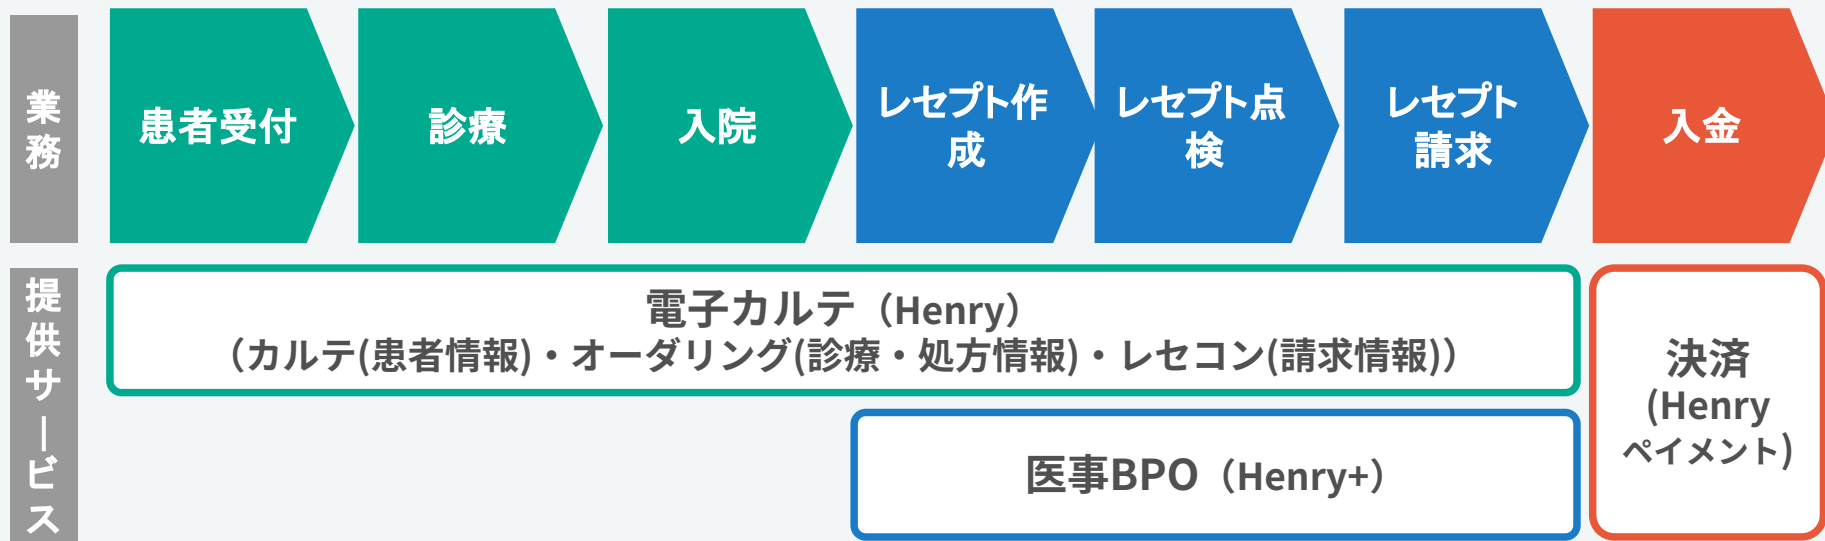 業務
患者受付
診療
入院
レセプト作
成
レセプト点
検
レセプト
請求
入金
提供サービス
電子カルテ（Henry）
（カルテ(患者情報)・オーダリング(診療・処方情報)・レセコン(請求情報)）
医事BPO（Henry+）
決済
(Henry
ペイメント)